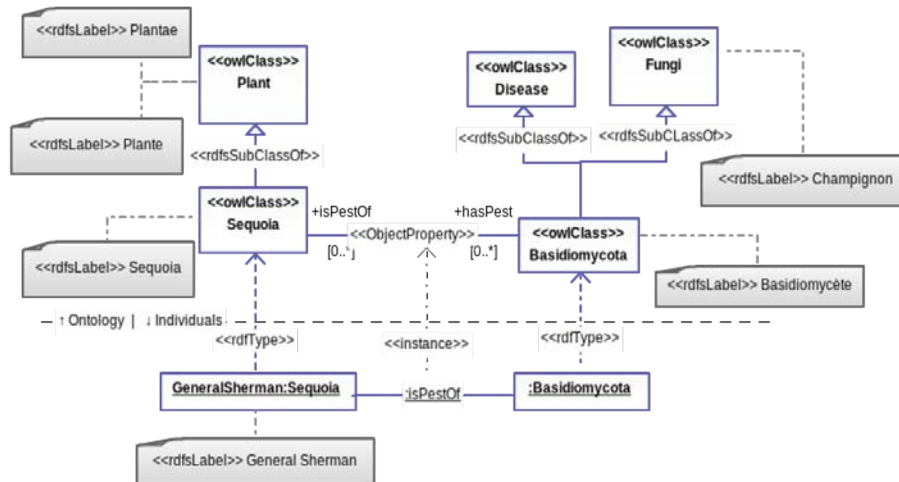 <<rdfsLabel>> Plantae
<<owlClass>>
Plant
<<owlClass>>
Disease
<<owlClass>>
Fungi
<<rdfsLabel>> Plante
<<rdfsSubClassOf>>
<<rdfsSubClassOf>>
<<rdfsSubCLassOf>>
<<rdfsLabel>> Champignon
<<owlClass>>
Sequoia
+isPestOf
+hasPest
<<ObjectProperty>>
[0..*]
[0..*]
<<owlClass>>
Basidiomycota
<<rdfsLabel>> Sequoia
<<rdfsLabel>> Basidiomycète
↑ Ontology | ↓ Individuals
<<rdfType>>
<<instance>>
<<rdfType>>
GeneralSherman:Sequoia
:isPestOf
:Basidiomycota
<<rdfsLabel>> General Sherman